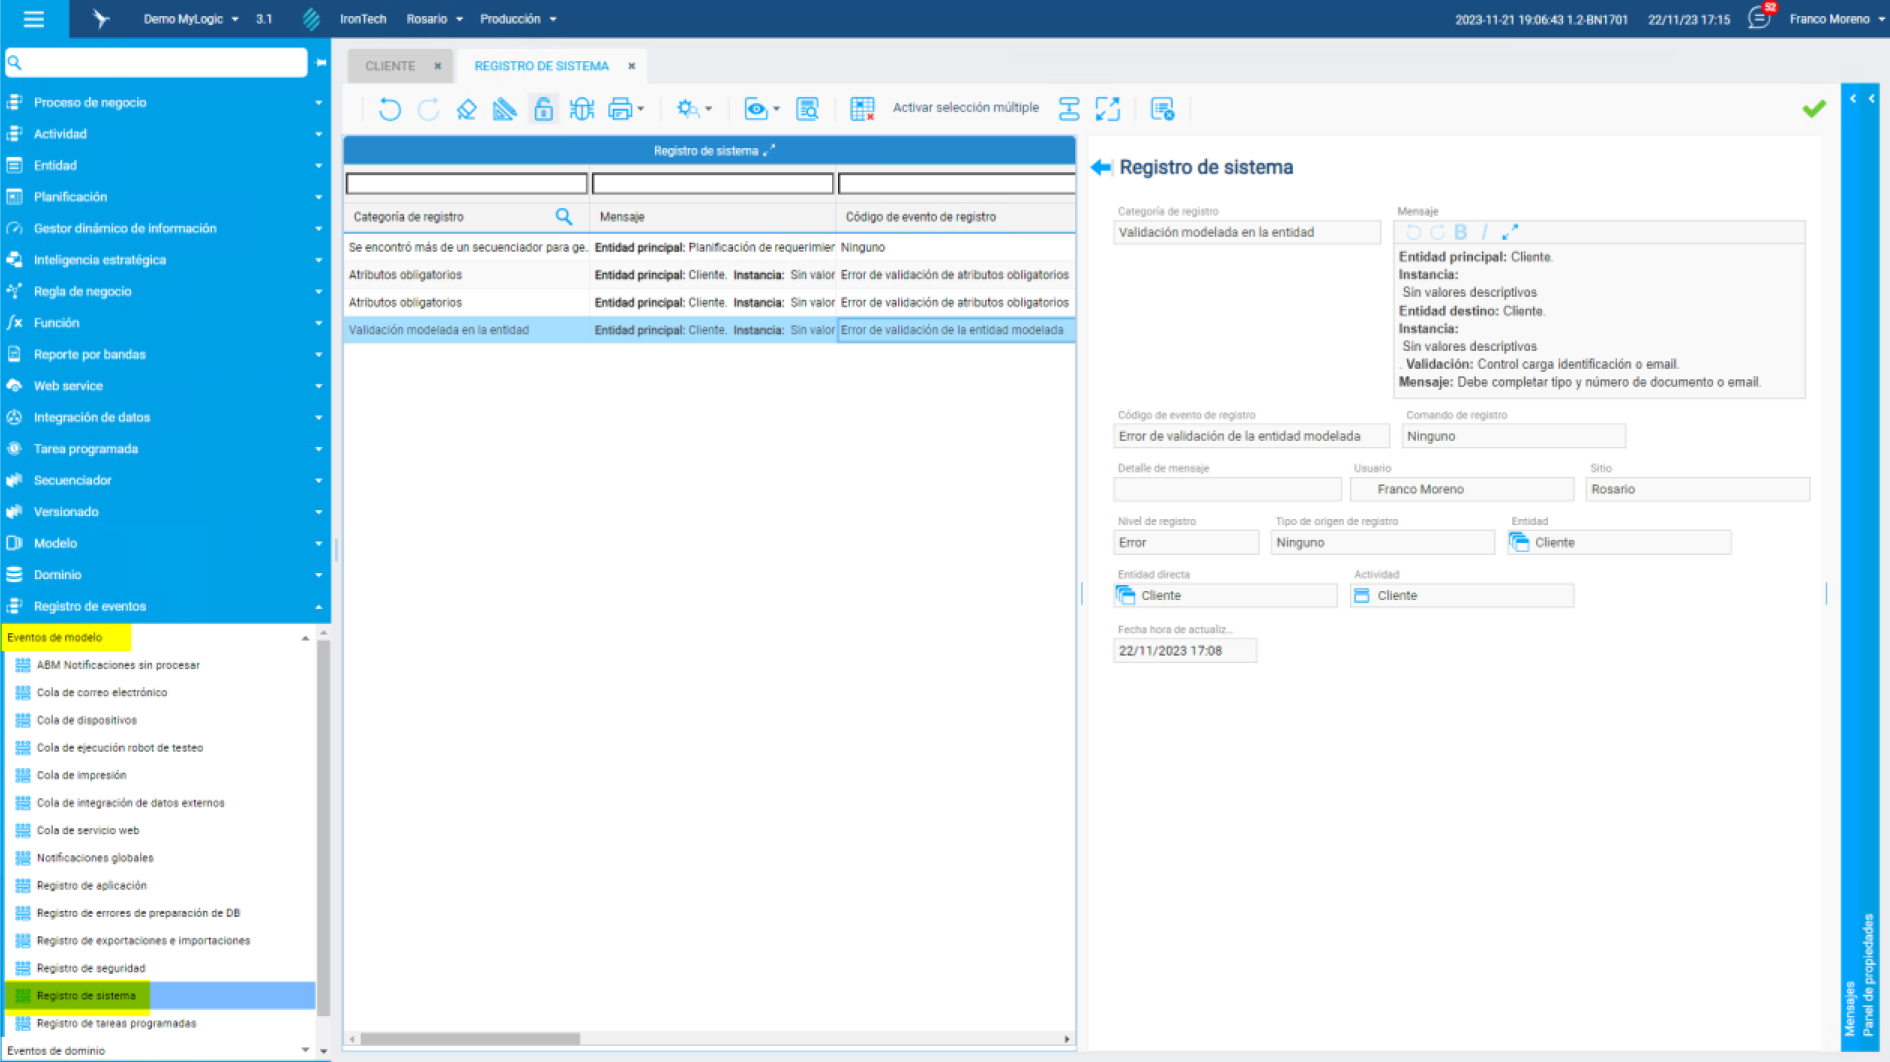 Demo MyLogic 3.1 IronTech Rosario Producción 2023-11-21 19:06:43 1.2-BN1701 22/11/23 17:15 52 Franco Moreno
CLIENTE × REGISTRO DE SISTEMA ×
Activar selección múltiple
Proceso de negocio
Actividad
Entidad
Planificación
Gestor dinámico de información
Inteligencia estratégica
Regla de negocio
Función
Reporte por bandas
Web service
Integración de datos
Tarea programada
Secuenciador
Versionado
Modelo
Dominio
Registro de eventos
Eventos de modelo
ABM Notificaciones sin procesar
Cola de correo electrónico
Cola de dispositivos
Cola de ejecución robot de testeo
Cola de impresión
Cola de integración de datos externos
Cola de servicio web
Notificaciones globales
Registro de aplicación
Registro de errores de preparación de DB
Registro de exportaciones e importaciones
Registro de seguridad
Registro de sistema
Registro de tareas programadas
Eventos de dominio
Registro de sistema
Categoría de registro Mensaje Código de evento de registro
Se encontró más de un secuenciador para ge.. Entidad principal: Planificación de requerimier Ninguno
Atributos obligatorios Entidad principal: Cliente. Instancia: Sin valor Error de validación de atributos obligatorios
Atributos obligatorios Entidad principal: Cliente. Instancia: Sin valor Error de validación de atributos obligatorios
Validación modelada en la entidad Entidad principal: Cliente. Instancia: Sin valor Error de validación de la entidad modelada
Registro de sistema
Categoría de registro
Validación modelada en la entidad
Mensaje
B I
Entidad principal: Cliente.
Instancia:
Sin valores descriptivos
Entidad destino: Cliente.
Instancia:
Sin valores descriptivos
. Validación: Control carga identificación o email.
Mensaje: Debe completar tipo y número de documento o email.
Código de evento de registro Comando de registro
Error de validación de la entidad modelada Ninguno
Detalle de mensaje Usuario Sitio
Franco Moreno Rosario
Nivel de registro Tipo de origen de registro Entidad
Error Ninguno Cliente
Entidad directa Actividad
Cliente Cliente
Fecha hora de actualiz...
22/11/2023 17:08
Mensajes
Panel de propiedades